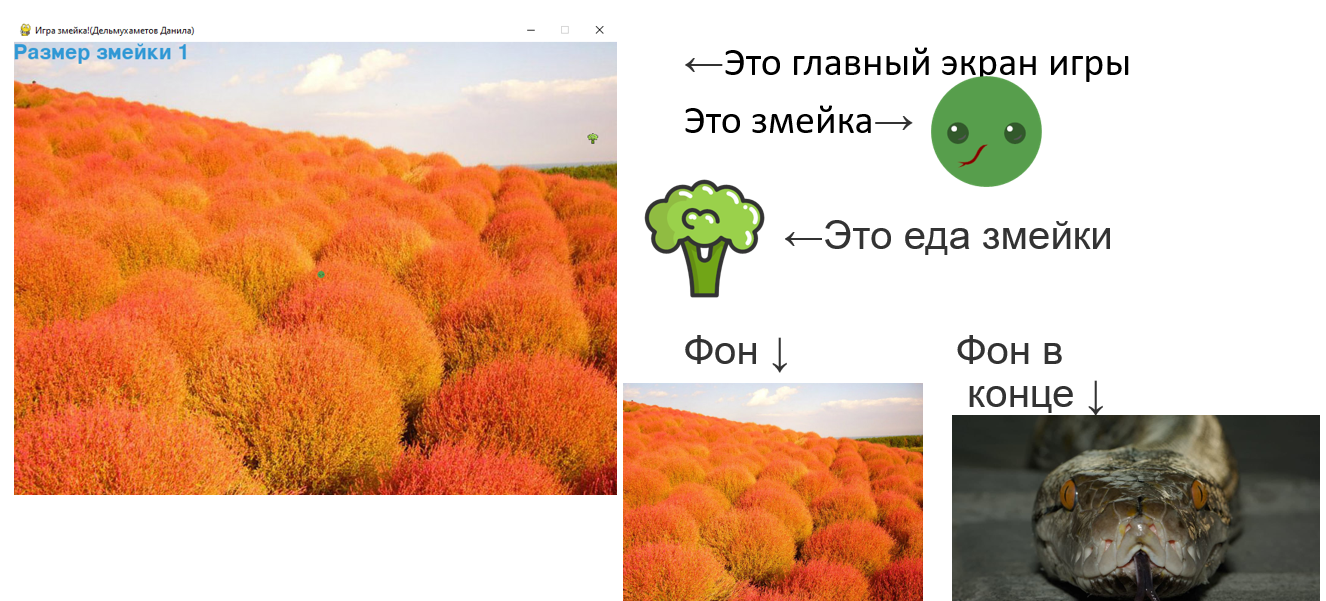 Игра змейка!(Дельмухаметов Данила)
Размер змейки 1
←Это главный экран игры
Это змейка→
←Это еда змейки
Фон ↓
Фон в
конце ↓